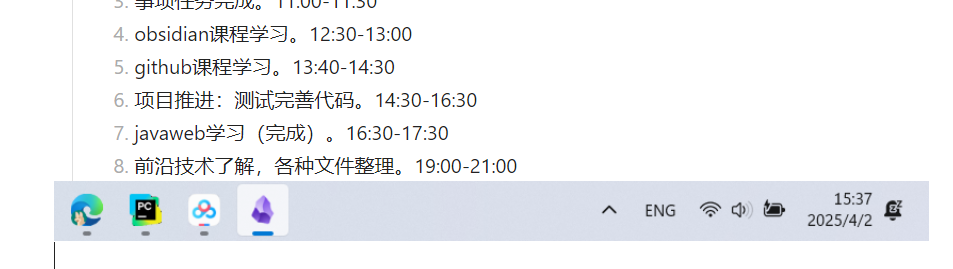 3. 事项任务完成。11:00-11:30
4. obsidian课程学习。12:30-13:00
5. github课程学习。13:40-14:30
6. 项目推进：测试完善代码。14:30-16:30
7. javaweb学习（完成）。16:30-17:30
8. 前沿技术了解，各种文件整理。19:00-21:00
PC
ENG
15:37
2025/4/2